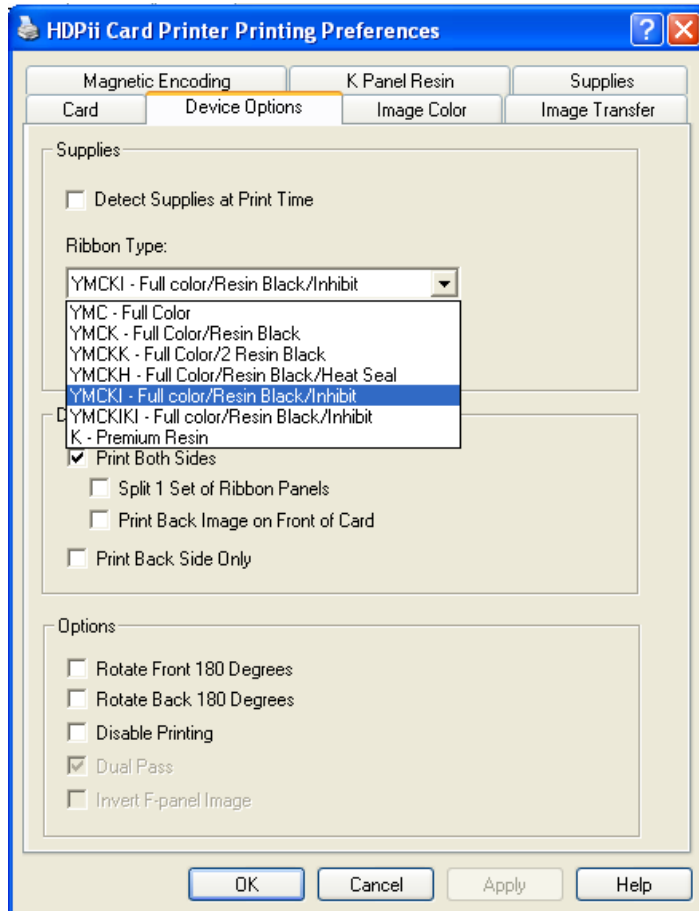 HDPii Card Printer Printing Preferences
Magnetic Encoding K Panel Resin Supplies
Card Device Options Image Color Image Transfer
Supplies
Detect Supplies at Print Time
Ribbon Type:
YMCKI - Full color/Resin Black/Inhibit
YMC - Full Color
YMCK - Full Color/Resin Black
YMCKK - Full Color/2 Resin Black
YMCKH - Full Color/Resin Black/Heat Seal
YMCKI - Full color/Resin Black/Inhibit
YMCKIKI - Full color/Resin Black/Inhibit
K - Premium Resin
Print Both Sides
Split 1 Set of Ribbon Panels
Print Back Image on Front of Card
Print Back Side Only
Options
Rotate Front 180 Degrees
Rotate Back 180 Degrees
Disable Printing
Dual Pass
Invert F-panel Image
OK Cancel Apply Help